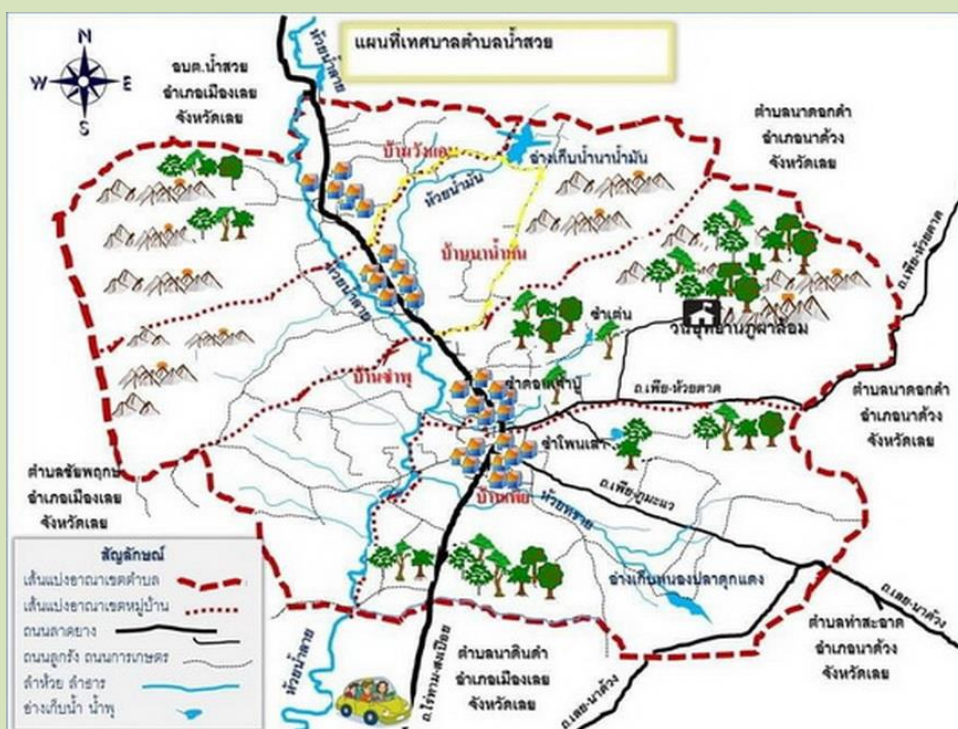 แผนที่เทศบาลตำบลน้ำสวย
N
W E
S
ห้วยน้ำลาย
อบต.น้ำสวย
อำเภอเมืองเลย
จังหวัดเลย
ตำบลนาดอกคำ
อำเภอนาด้วง
จังหวัดเลย
อ่างเก็บน้ำนาน้ำมัน
ห้วยน้ำมัน
บ้านนาน้ำมัน
ถ.เพีย-ห้วยตาด
ห้วยน้ำลาย
ซำเต่น
วนอุทยานภูผาล้อม
บ้านซำพู
ถ.เพีย-ห้วยตาด
ตำบลนาดอกคำ
อำเภอนาด้วง
จังหวัดเลย
ซำโพนเสา
ตำบลชัยพฤกษ์
อำเภอเมืองเลย
จังหวัดเลย
บ้านเพีย
ห้วยทราย
ถ.เพีย-ภูมะแว
อ่างเก็บหนองปลาดุกแดง
ถ.เลย-นาด้วง
ตำบลท่าสะอาด
อำเภอนาด้วง
จังหวัดเลย
ถ.เลย-นาด้วง
ตำบลนาดินดำ
อำเภอเมืองเลย
จังหวัดเลย
ถ.ไร่ทาม-สงเปือย
ห้วยน้ำลาย
สัญลักษณ์
เส้นแบ่งอาณาเขตตำบล
เส้นแบ่งอาณาเขตหมู่บ้าน
ถนนลาดยาง
ถนนลูกรัง ถนนการเกษตร
ลำห้วย ลำธาร
อ่างเก็บน้ำ น้ำพุ